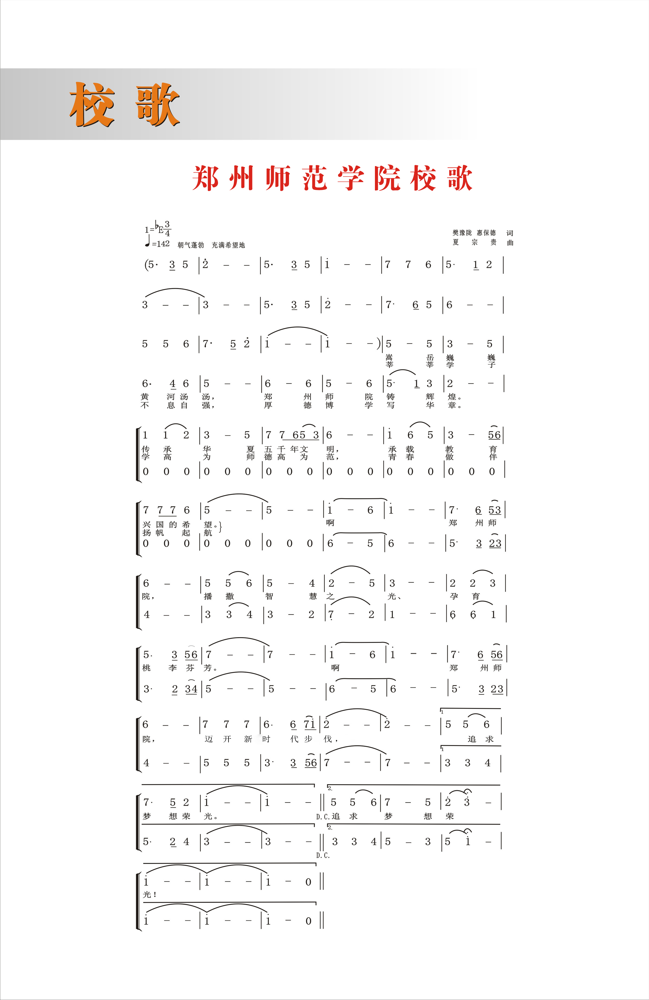 校歌
郑州师范学院校歌
1=♭E 3/4
樊豫陇 惠保德 词
♩=142 朝气蓬勃 充满希望地
夏宗贵 曲
(5· 3 5 | 2̇ – – | 5· 3 5 | 1̇ – – | 7 7 6 | 5· 1 2 |
3 – – | 3 – – | 5· 3 5 | 2̇ – – | 7· 6 5 | 6 – – |
5 5 6 | 7· 5 2̇ | 1̇ – – | 1̇ – – ) | 5 – 5 | 3 – 5 |
嵩 岳 巍 巍
莘 莘 学 子
6· 4 6 | 5 – – | 6 – 6 | 5 – 6 | 5· 1 3 | 2 – – |
黄 河 汤 汤, 郑 州 师 院 铸 辉 煌。
不 息 自 强, 厚 德 博 学 写 华 章。
1 1 2 | 3 – 5 | 7 7 65 3 | 6 – – | 1̇ 6 5 | 3 – 56 |
传 承 华 夏 五 千 年 文 明, 承 载 教 育
学 高 为 师 德 高 为 范, 青 春 做 伴
0 0 0 | 0 0 0 | 0 0 0 | 0 0 0 | 0 0 0 | 0 0 0 |
7 7 7 6 | 5 – – | 5 – – | 1̇ – 6 | 1̇ – – | 7· 6 53 |
兴 国 的 希 望。} 啊 郑 州 师
扬 帆 起 航
0 0 0 | 0 0 0 | 0 0 0 | 6 – 5 | 6 – – | 5· 3 23 |
6 – – | 5 5 6 | 5 – 4 | 2 – 5 | 3 – – | 2 2 3 |
院, 播 撒 智 慧 之 光、 孕 育
4 – – | 3 3 4 | 3 – 2 | 7̣ – 2 | 1 – – | 6̣ 6̣ 1 |
5· 3 56 | 7 – – | 7 – – | 1̇ – 6 | 1̇ – – | 7· 6 56 |
桃 李 芬 芳。 啊 郑 州 师
3· 2 34 | 5 – – | 5 – – | 6 – 5 | 6 – – | 5· 3 23 |
1
6 – – | 7 7 7 | 6· 6 71̇ | 2̇ – – | 2̇ – – | 5 5 6 |
院, 迈 开 新 时 代 步 伐, 追 求
1
4 – – | 5 5 5 | 3· 3 56 | 7 – – | 7 – – | 3 3 4 |
2.
7· 5 2 | 1̇ – – | 1̇ – – || 5 5 6 | 7 – 5 | 2̇ 3̇ – |
梦 想 荣 光。 D.C. 追 求 梦 想 荣
2.
5· 2 4 | 3 – – | 3 – – || 3 3 4 | 5 – 3 | 5 1̇ – |
D.C.
1̇ – – | 1̇ – – | 1̇ – 0 ||
光!
1̇ – – | 1̇ – – | 1̇ – 0 ||